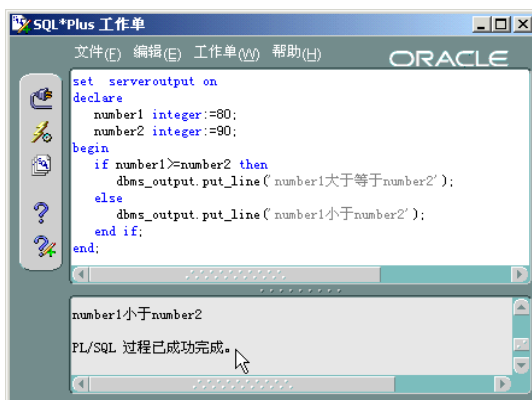 SQL*Plus 工作单
文件(F) 编辑(E) 工作单(W) 帮助(H)
ORACLE
set serveroutput on
declare
number1 integer:=80;
number2 integer:=90;
begin
if number1>=number2 then
dbms_output.put_line('number1大于等于number2');
else
dbms_output.put_line('number1小于number2');
end if;
end;
number1小于number2
PL/SQL 过程已成功完成。